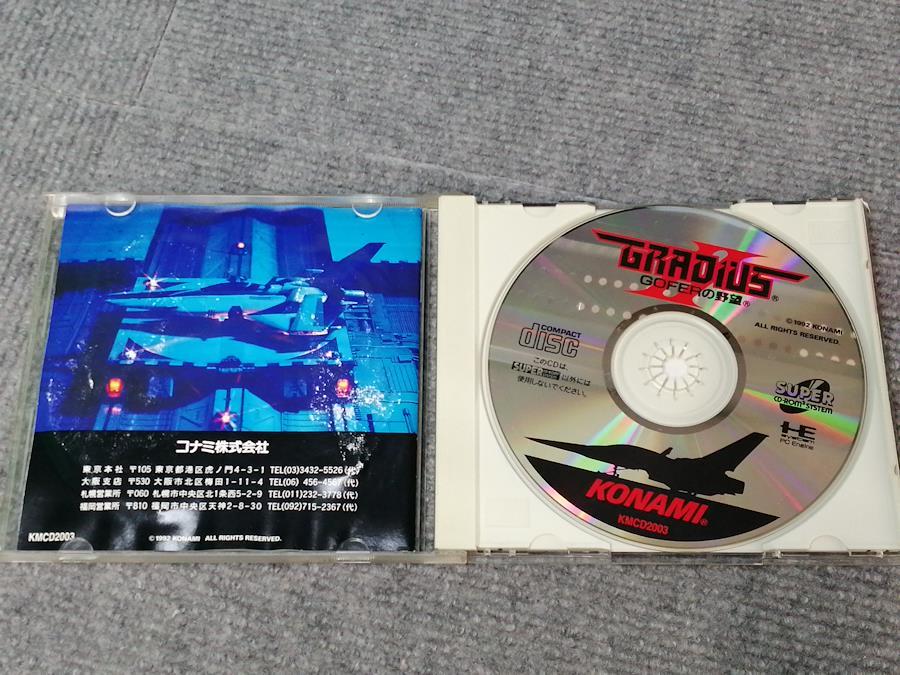 コナミ株式会社
東京本社 〒105 東京都港区虎ノ門4-3-1 TEL(03)3432-5526(代)
大阪支店 〒530 大阪市北区梅田1-11-4 TEL(06) 456-4567(代)
札幌営業所 〒060 札幌市中央区北1条西5-2-9 TEL(011)232-3778(代)
福岡営業所 〒810 福岡市中央区天神2-8-30 TEL(092)715-2367(代)
KMCD2003
©1992 KONAMI ALL RIGHTS RESERVED.
GRADIUS II®
GOFERの野望®
©1992 KONAMI
ALL RIGHTS RESERVED.
COMPACT
disc
このCDは、
SUPER 以外には
使用しないでください。
SUPER
CD-ROM² SYSTEM
HE
SYSTEM
PC Engine
KONAMI®
KMCD2003